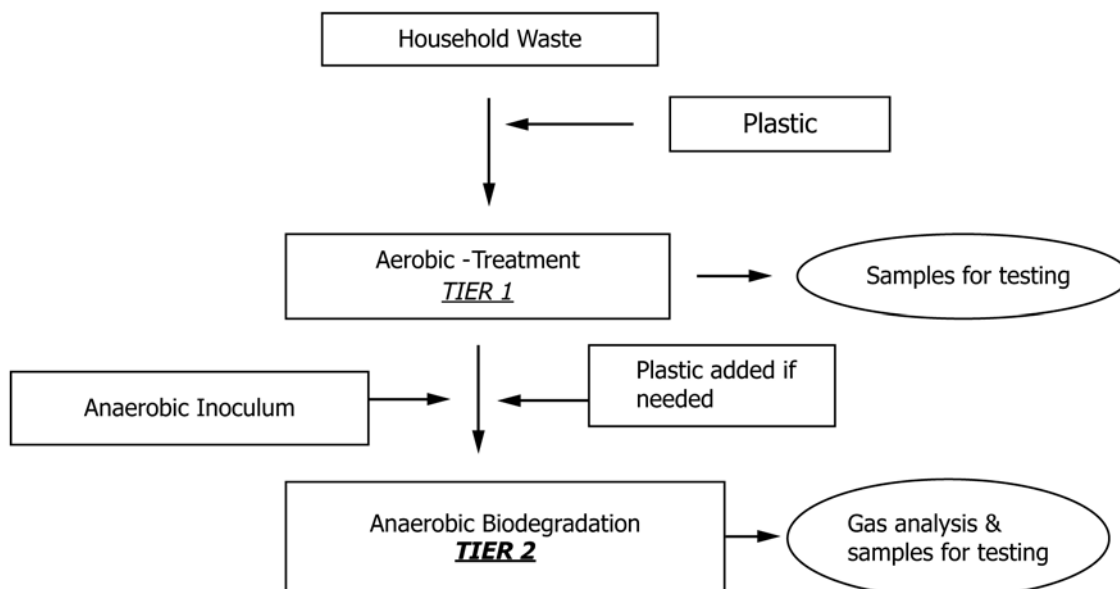 Household Waste
Plastic
Aerobic -Treatment
TIER 1
Samples for testing
Anaerobic Inoculum
Plastic added if
needed
Anaerobic Biodegradation
TIER 2
Gas analysis &
samples for testing